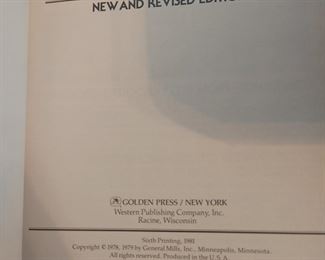 NEW AND REVISED EDITION
GOLDEN PRESS / NEW YORK
Western Publishing Company, Inc.
Racine, Wisconsin
Sixth Printing, 1981
Copyright © 1978, 1979 by General Mills, Inc., Minneapolis, Minnesota.
All rights reserved. Produced in the U.S.A.